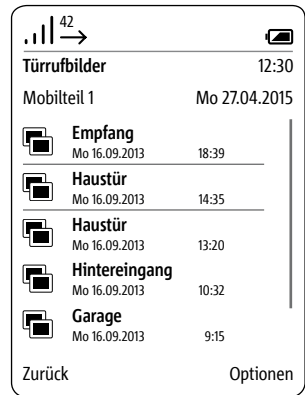 42
Türrufbilder 12:30
Mobilteil 1 Mo 27.04.2015
Empfang
Mo 16.09.2013 18:39
Haustür
Mo 16.09.2013 14:35
Haustür
Mo 16.09.2013 13:20
Hintereingang
Mo 16.09.2013 10:32
Garage
Mo 16.09.2013 9:15
Zurück Optionen